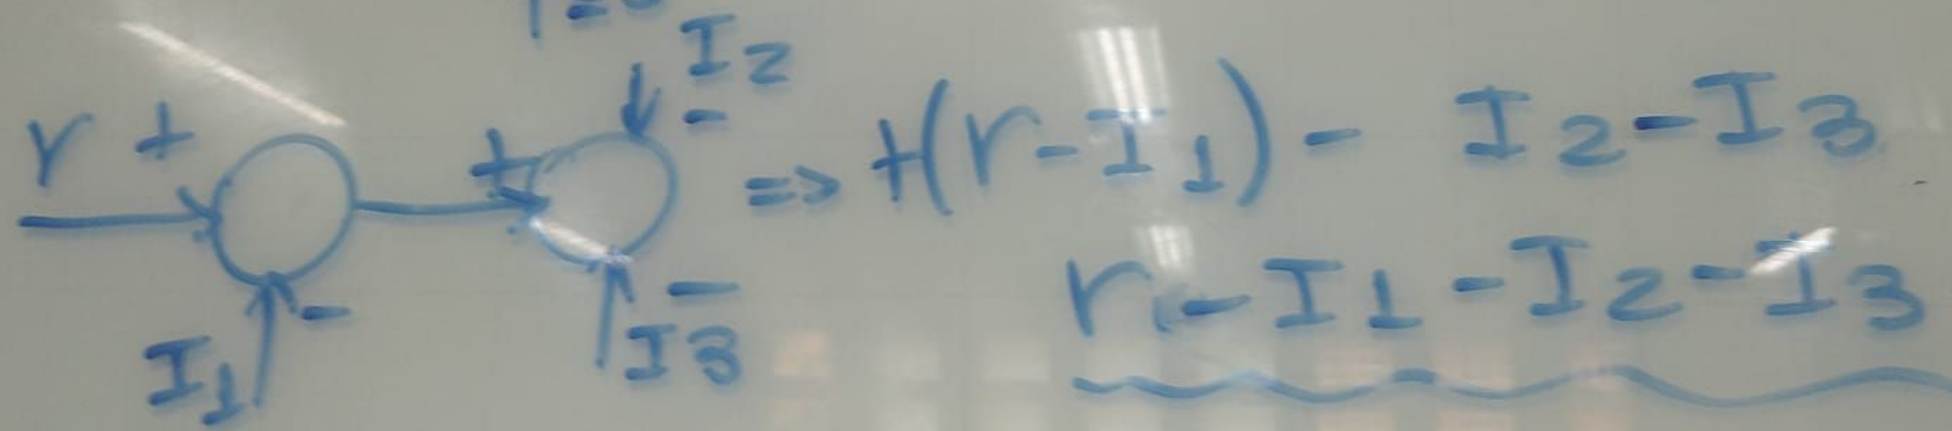 I2
r + + - => +(r-I1) - I2-I3
- -
I1 I3
r-I1-I2-I3